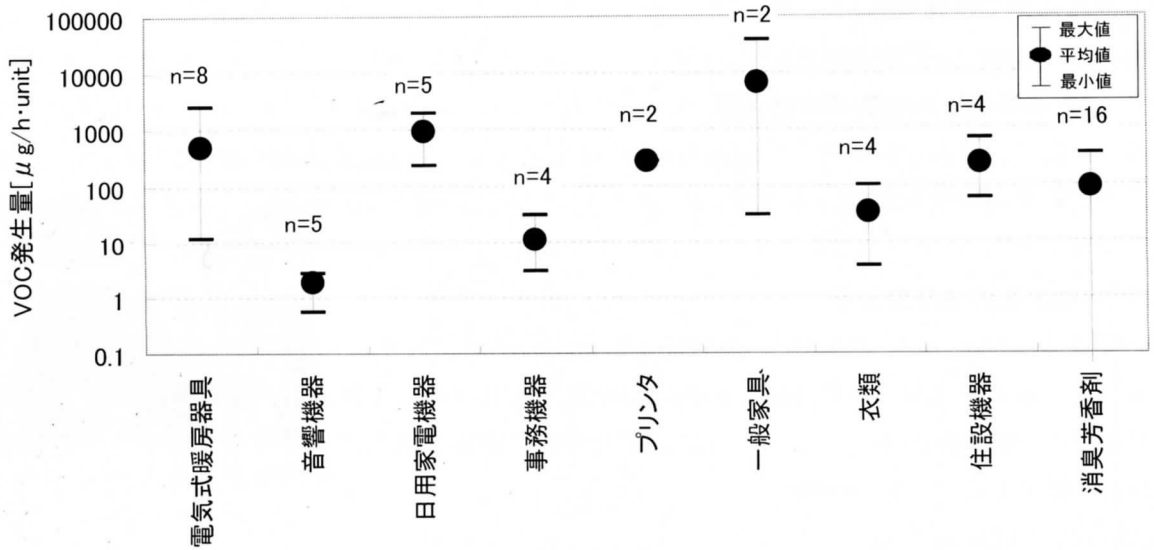 VOC発生量[μg/h·unit]
100000
10000
1000
100
10
1
0.1
n=8
n=5
n=5
n=4
n=2
n=2
n=4
n=4
n=16
最大値
平均値
最小値
電気式暖房器具
音響機器
日用家電機器
事務機器
プリンタ
一般家具
衣類
住設機器
消臭芳香剤